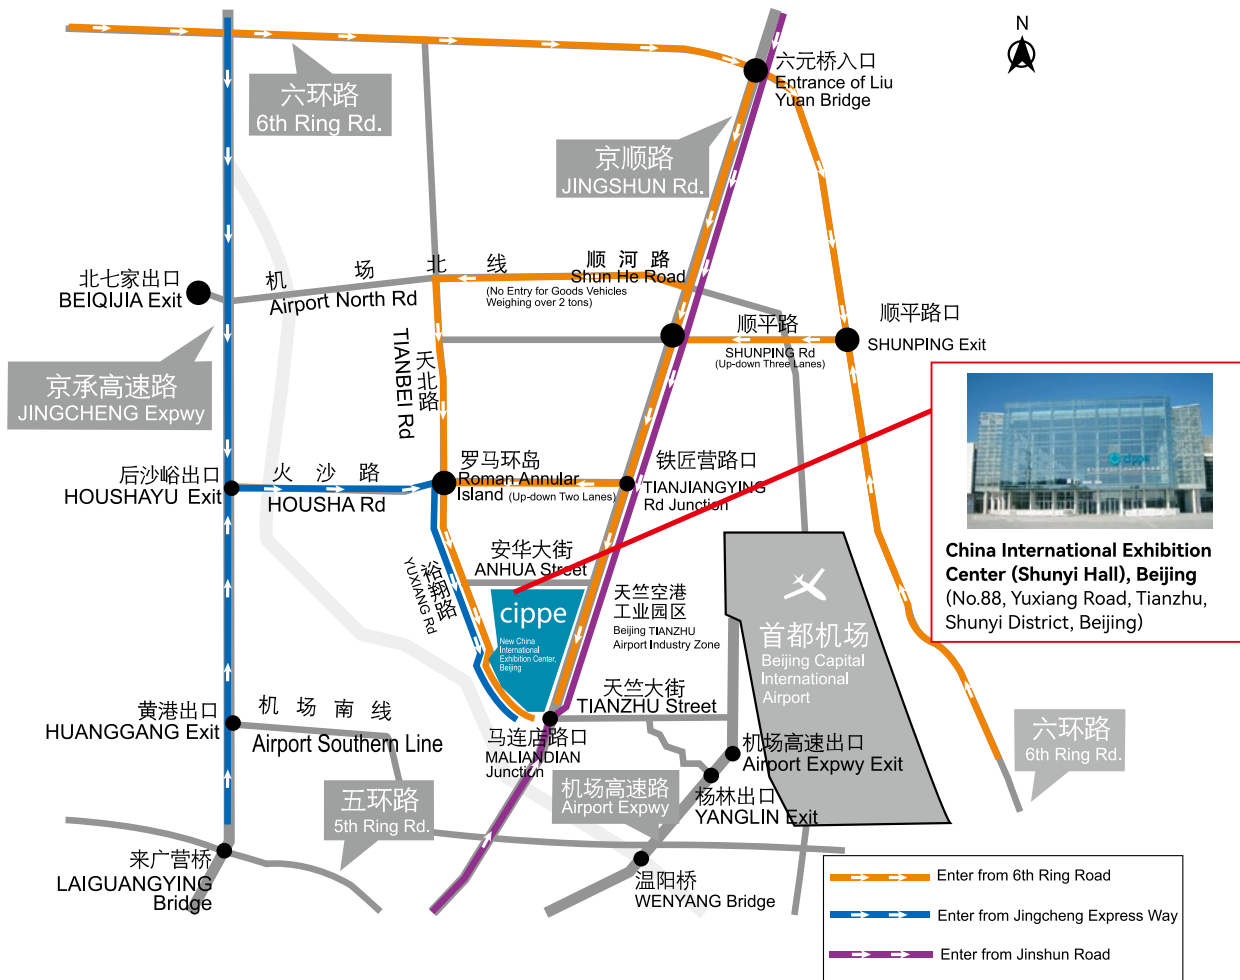 N
六元桥入口
Entrance of Liu
Yuan Bridge
六环路
6th Ring Rd.
京顺路
JINGSHUN Rd.
北七家出口
BEIQIJIA Exit
机场北线
Airport North Rd
顺河路
Shun He Road
(No Entry for Goods Vehicles
Weighing over 2 tons)
顺平路
SHUNPING Rd
(Up-down Three Lanes)
顺平路口
SHUNPING Exit
京承高速路
JINGCHENG Expwy
天北路
TIANBEI Rd
后沙峪出口
HOUSHAYU Exit
火沙路
HOUSHA Rd
罗马环岛
Roman Annular
Island (Up-down Two Lanes)
铁匠营路口
TIANJIANGYING
Rd Junction
cippe
China International Exhibition
Center (Shunyi Hall), Beijing
(No.88, Yuxiang Road, Tianzhu,
Shunyi District, Beijing)
安华大街
ANHUA Street
裕翔路
YUXIANG Rd
cippe
New China
International
Exhibition Center,
Beijing
天竺空港
工业园区
Beijing TIANZHU
Airport Industry Zone
首都机场
Beijing Capital
International
Airport
天竺大街
TIANZHU Street
黄港出口
HUANGGANG Exit
机场南线
Airport Southern Line
马连店路口
MALIANDIAN
Junction
机场高速出口
Airport Expwy Exit
六环路
6th Ring Rd.
机场高速路
Airport Expwy
杨林出口
YANGLIN Exit
五环路
5th Ring Rd.
来广营桥
LAIGUANGYING
Bridge
温阳桥
WENYANG Bridge
Enter from 6th Ring Road
Enter from Jingcheng Express Way
Enter from Jinshun Road